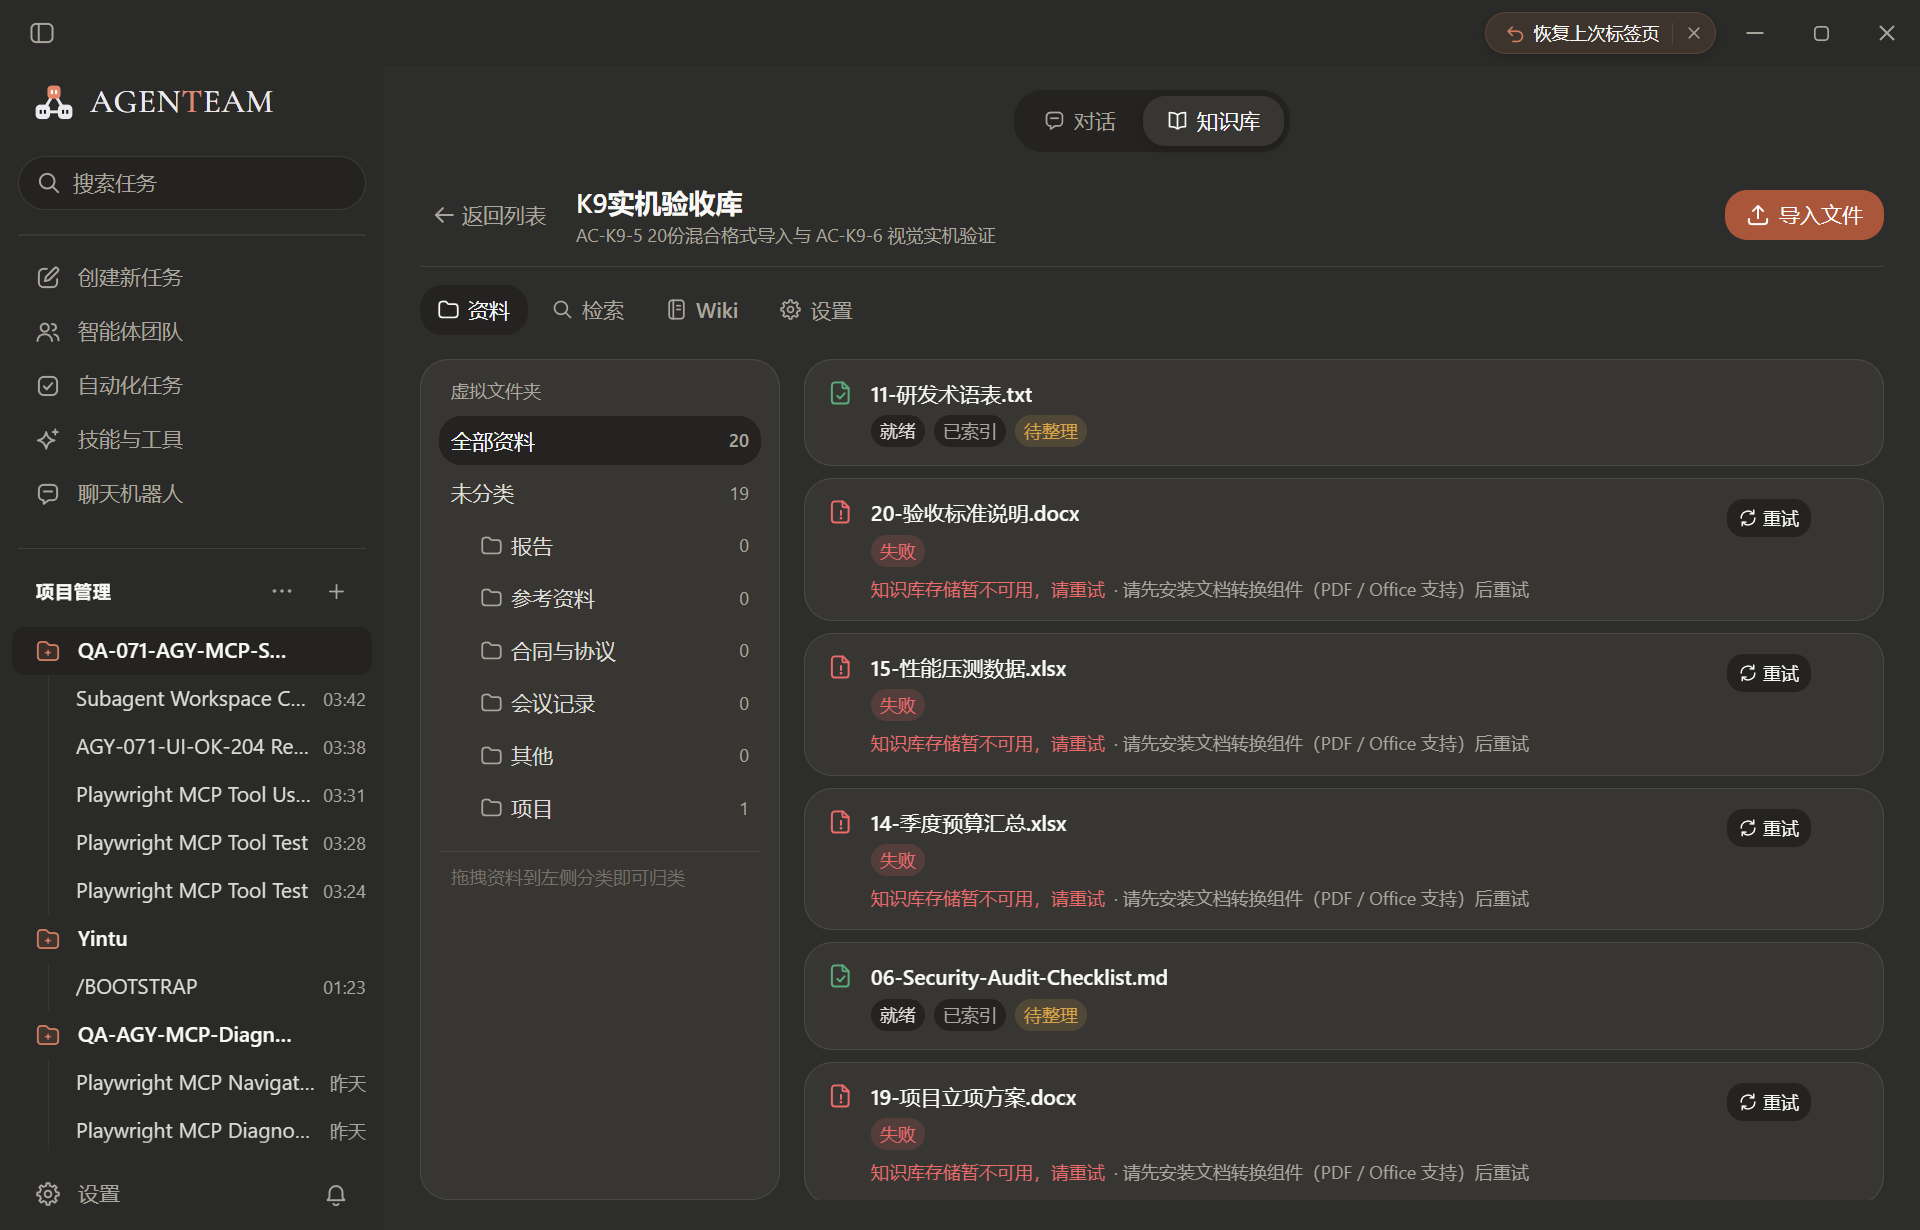 恢复上次标签页
AGENTEAM
搜索任务
创建新任务
智能体团队
自动化任务
技能与工具
聊天机器人
项目管理
QA-071-AGY-MCP-S...
Subagent Workspace C... 03:42
AGY-071-UI-OK-204 Re... 03:38
Playwright MCP Tool Us... 03:31
Playwright MCP Tool Test 03:28
Playwright MCP Tool Test 03:24
Yintu
/BOOTSTRAP 01:23
QA-AGY-MCP-Diagn...
Playwright MCP Navigat... 昨天
Playwright MCP Diagno... 昨天
设置
对话 知识库
返回列表
K9实机验收库
AC-K9-5 20份混合格式导入与 AC-K9-6 视觉实机验证
导入文件
资料 检索 Wiki 设置
虚拟文件夹
全部资料 20
未分类 19
报告 0
参考资料 0
合同与协议 0
会议记录 0
其他 0
项目 1
拖拽资料到左侧分类即可归类
11-研发术语表.txt
就绪 已索引 待整理
20-验收标准说明.docx
重试
失败
知识库存储暂不可用，请重试 · 请先安装文档转换组件（PDF / Office 支持）后重试
15-性能压测数据.xlsx
重试
失败
知识库存储暂不可用，请重试 · 请先安装文档转换组件（PDF / Office 支持）后重试
14-季度预算汇总.xlsx
重试
失败
知识库存储暂不可用，请重试 · 请先安装文档转换组件（PDF / Office 支持）后重试
06-Security-Audit-Checklist.md
就绪 已索引 待整理
19-项目立项方案.docx
重试
失败
知识库存储暂不可用，请重试 · 请先安装文档转换组件（PDF / Office 支持）后重试